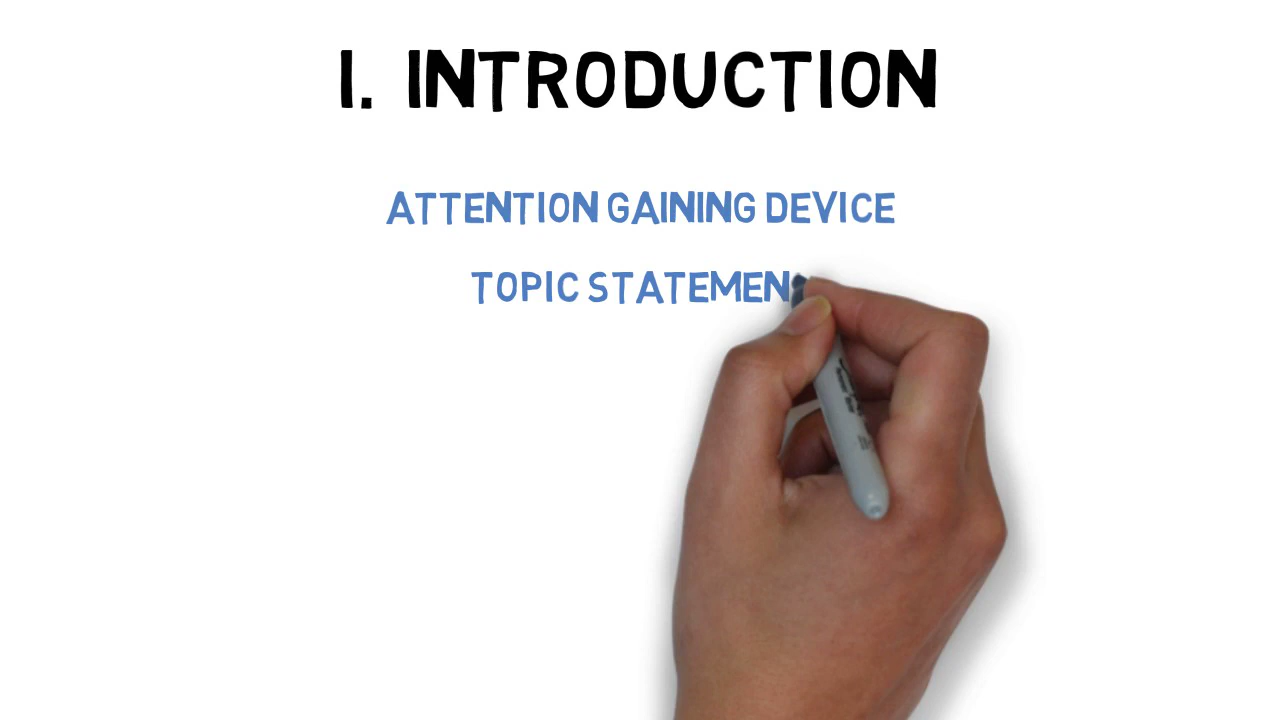 I. INTRODUCTION
ATTENTION GAINING DEVICE
TOPIC STATEMEN